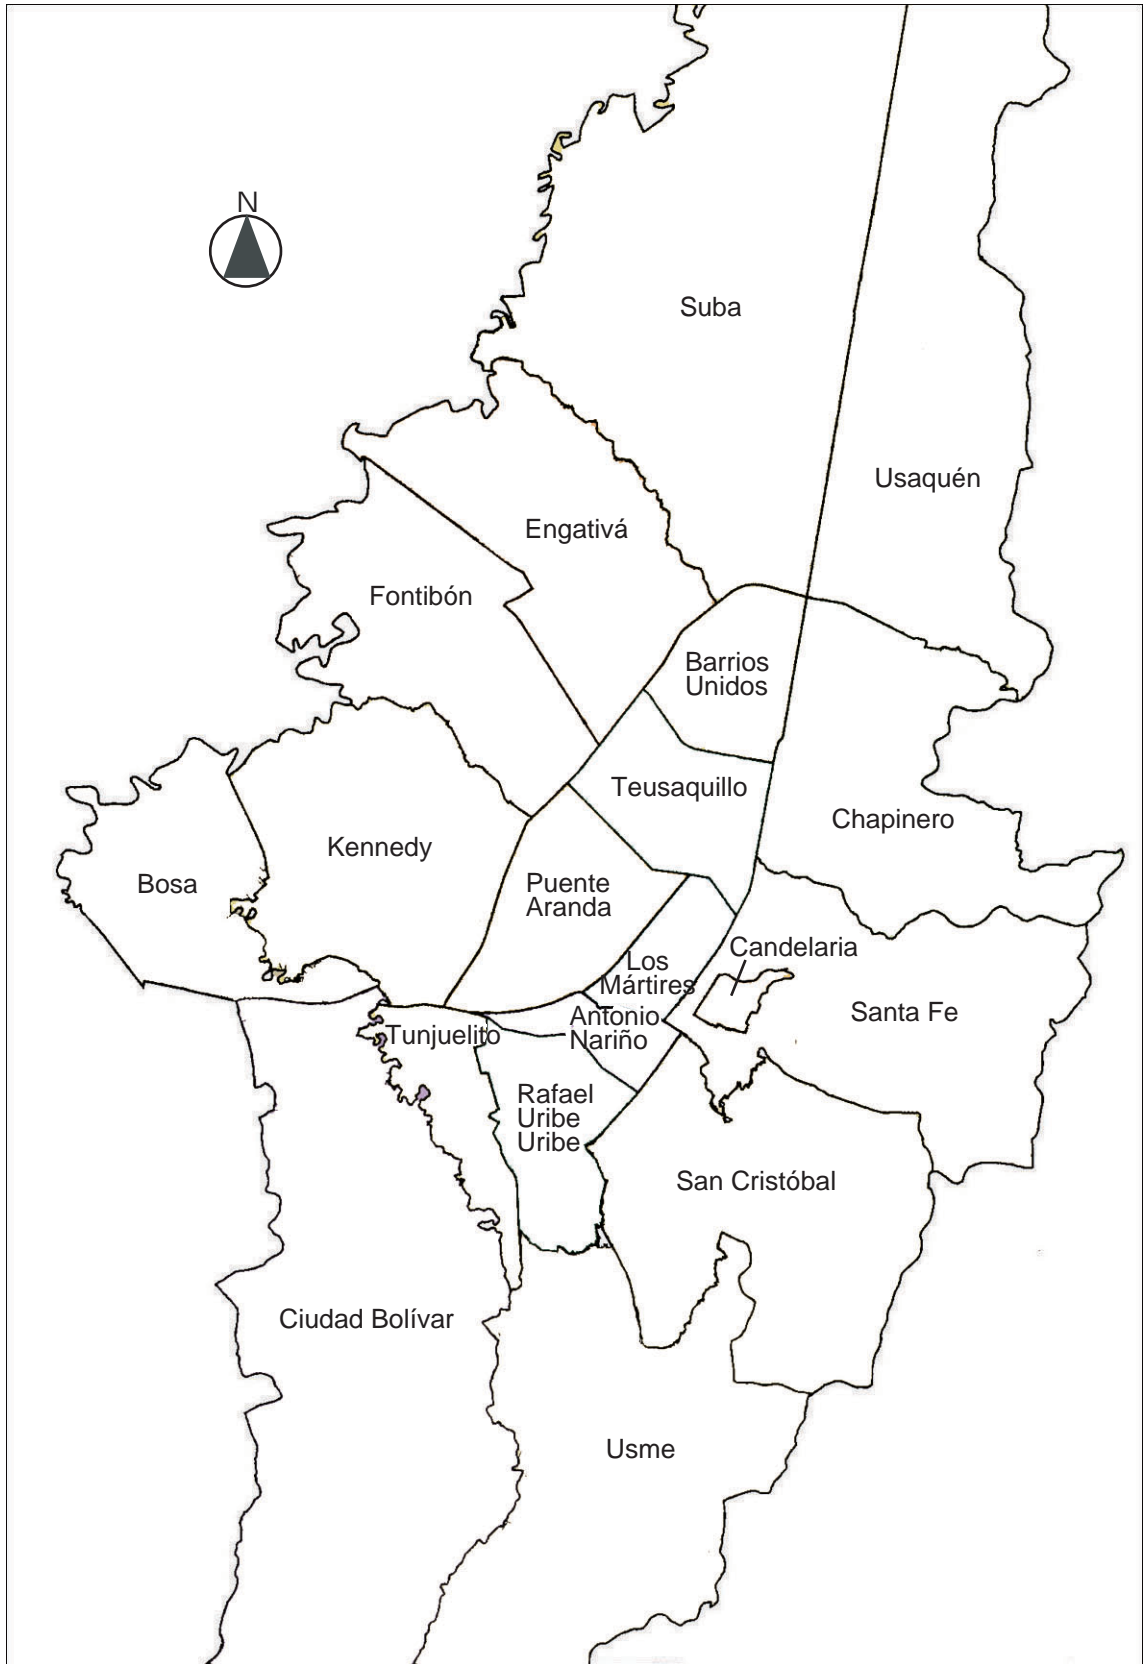 N
Suba
Usaquén
Engativá
Fontibón
Barrios
Unidos
Teusaquillo
Chapinero
Kennedy
Bosa
Puente
Aranda
Candelaria
Los
Mártires
Santa Fe
Antonio
Nariño
Tunjuelito
Rafael
Uribe
Uribe
San Cristóbal
Ciudad Bolívar
Usme